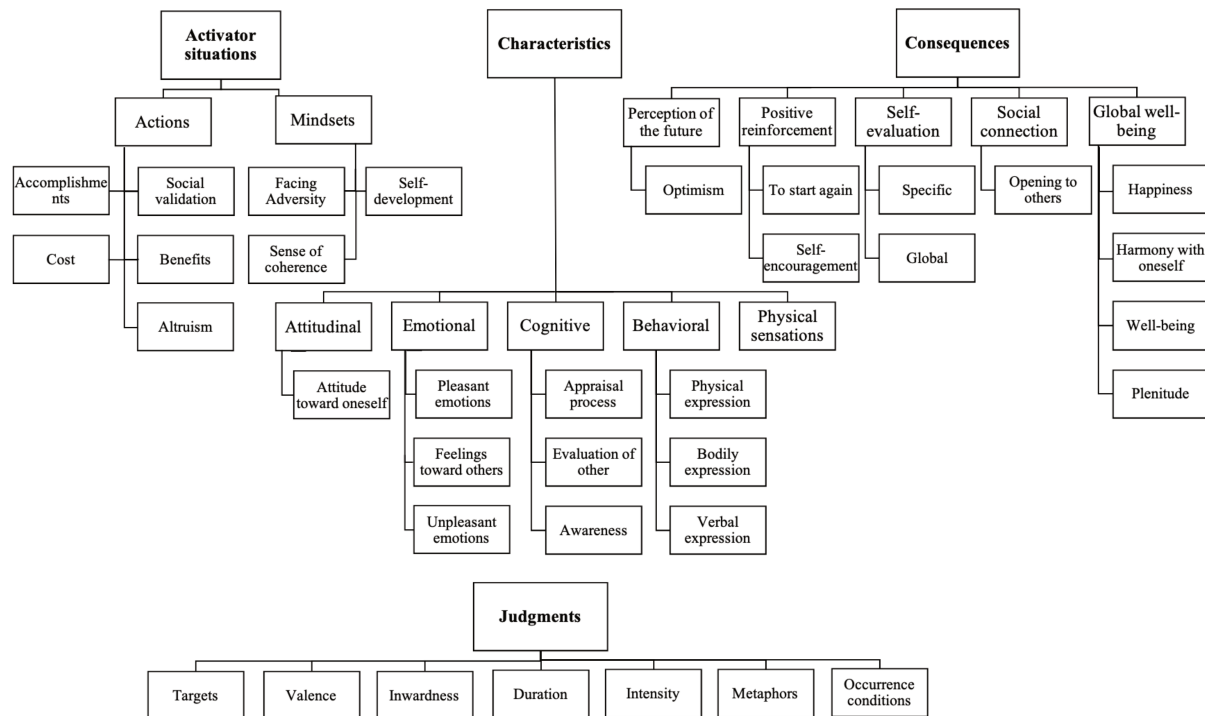 Activator
situations
Characteristics
Consequences
Actions
Mindsets
Perception of
the future
Positive
reinforcement
Self-
evaluation
Social
connection
Global well-
being
Accomplishme
nts
Social
validation
Facing
Adversity
Self-
development
Optimism
To start again
Specific
Opening to
others
Happiness
Cost
Benefits
Sense of
coherence
Self-
encouragement
Global
Harmony with
oneself
Altruism
Attitudinal
Emotional
Cognitive
Behavioral
Physical
sensations
Well-being
Attitude
toward oneself
Pleasant
emotions
Appraisal
process
Physical
expression
Plenitude
Feelings
toward others
Evaluation of
other
Bodily
expression
Unpleasant
emotions
Awareness
Verbal
expression
Judgments
Targets
Valence
Inwardness
Duration
Intensity
Metaphors
Occurrence
conditions